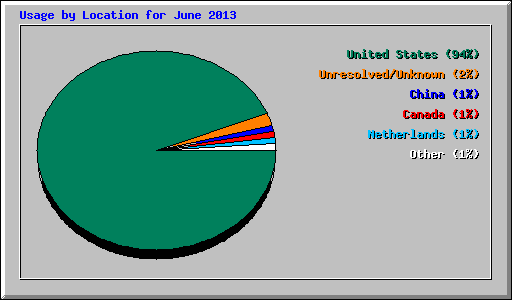 Usage by Location for June 2013
United States (94%)
Unresolved/Unknown (2%)
China (1%)
Canada (1%)
Netherlands (1%)
Other (1%)